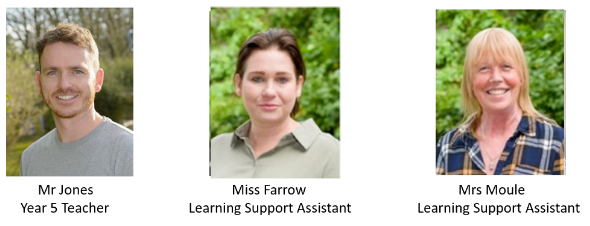 Mr Jones
Year 5 Teacher
Miss Farrow
Learning Support Assistant
Mrs Moule
Learning Support Assistant